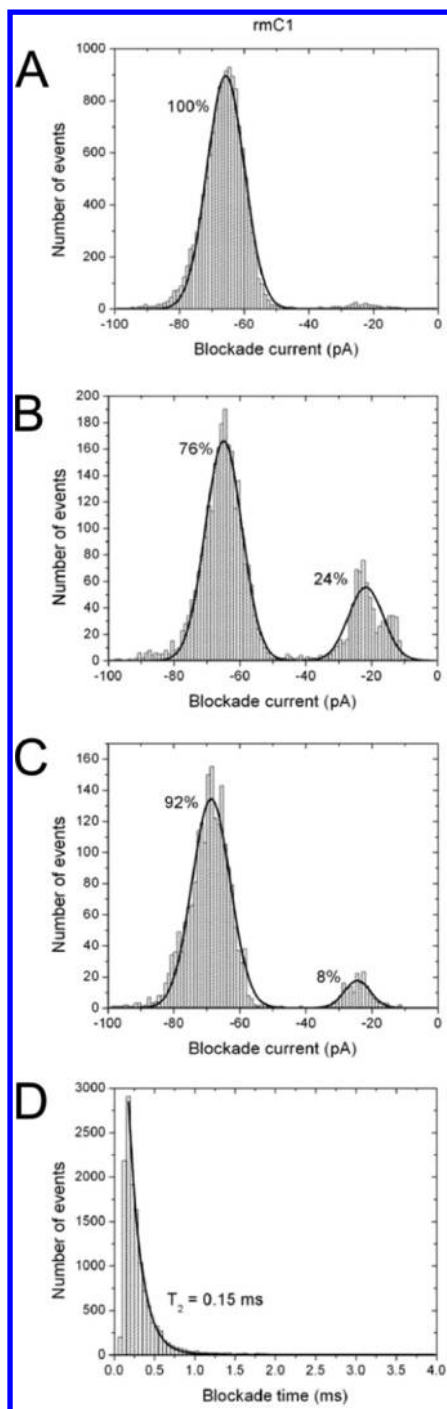 rmC1
A
1000
800
600
400
200
0
Number of events
100%
-100 -80 -60 -40 -20 0
Blockade current (pA)
B
200
180
160
140
120
100
80
60
40
20
0
Number of events
76%
24%
-100 -80 -60 -40 -20 0
Blockade current (pA)
C
160
140
120
100
80
60
40
20
0
Number of events
92%
8%
-100 -80 -60 -40 -20 0
Blockade current (pA)
D
3000
2500
2000
1500
1000
500
0
Number of events
T2 = 0.15 ms
0.0 0.5 1.0 1.5 2.0 2.5 3.0 3.5 4.0
Blockade time (ms)